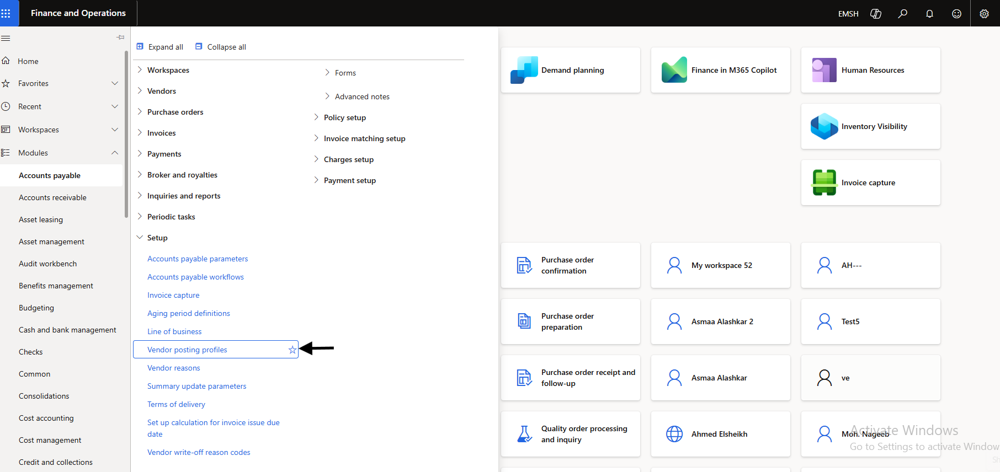 Finance and Operations
EMSH
Home
Favorites
Recent
Workspaces
Modules
Accounts payable
Accounts receivable
Asset leasing
Asset management
Audit workbench
Benefits management
Budgeting
Cash and bank management
Checks
Common
Consolidations
Cost accounting
Cost management
Credit and collections
Expand all
Collapse all
Workspaces
Vendors
Purchase orders
Invoices
Payments
Broker and royalties
Inquiries and reports
Periodic tasks
Setup
Accounts payable parameters
Accounts payable workflows
Invoice capture
Aging period definitions
Line of business
Vendor posting profiles
Vendor reasons
Summary update parameters
Terms of delivery
Set up calculation for invoice issue due
date
Vendor write-off reason codes
Forms
Advanced notes
Policy setup
Invoice matching setup
Charges setup
Payment setup
Demand planning
Finance in M365 Copilot
Human Resources
Inventory Visibility
Invoice capture
Purchase order
confirmation
My workspace 52
AH---
Purchase order
preparation
Asmaa Alashkar 2
Test5
Purchase order receipt and
follow-up
Asmaa Alashkar
ve
Quality order processing
and inquiry
Ahmed Elsheikh
Moh. Nageeb
Activate Windows
Go to Settings to activate Window